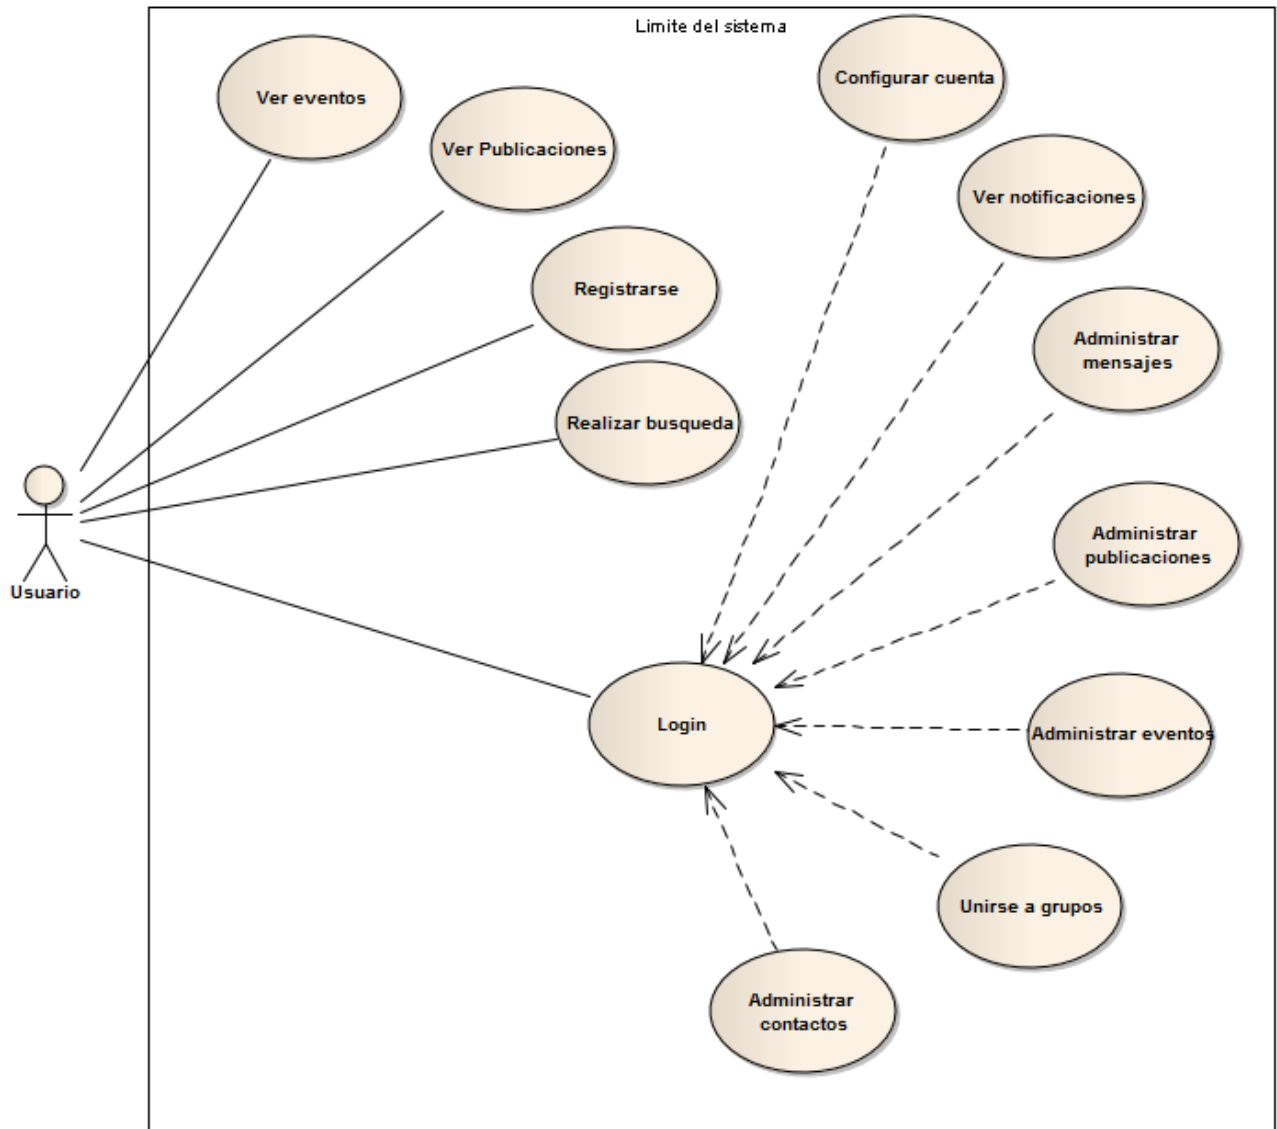 Limite del sistema
Configurar cuenta
Ver eventos
Ver Publicaciones
Ver notificaciones
Registrarse
Administrar
mensajes
Realizar busqueda
Administrar
publicaciones
Usuario
Login
Administrar eventos
Unirse a grupos
Administrar
contactos